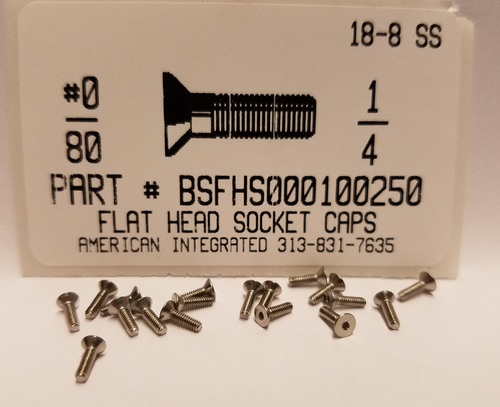 18-8 SS
#0
80
1
4
PART # BSFHS000100250
FLAT HEAD SOCKET CAPS
AMERICAN INTEGRATED 313-831-7635